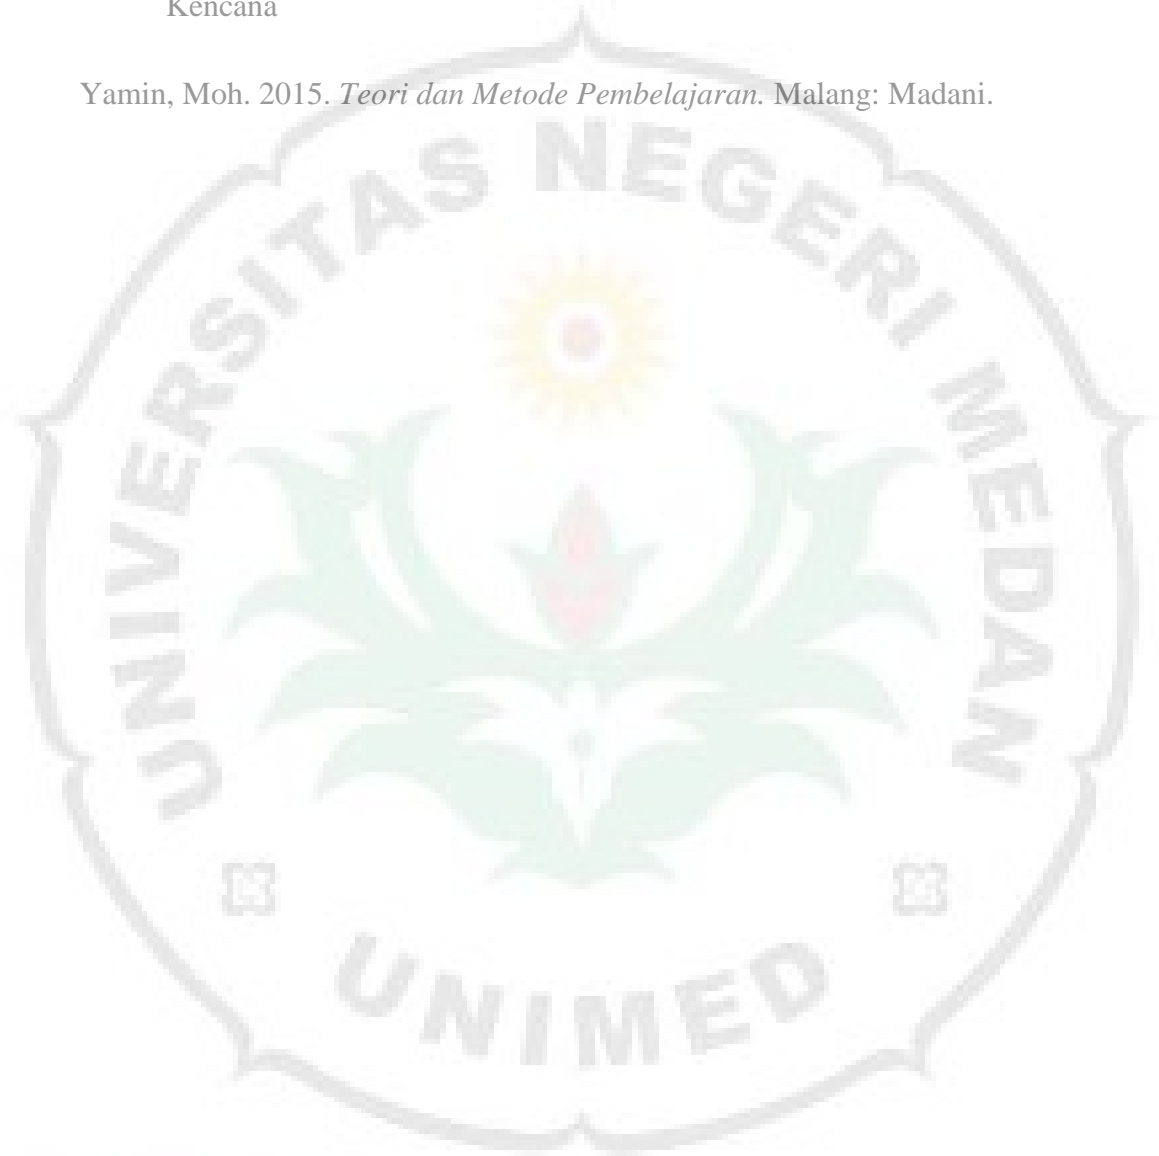 Kencana
Yamin, Moh. 2015. Teori dan Metode Pembelajaran. Malang: Madani.
UNIVERSITAS NEGERI MEDAN
UNIMED